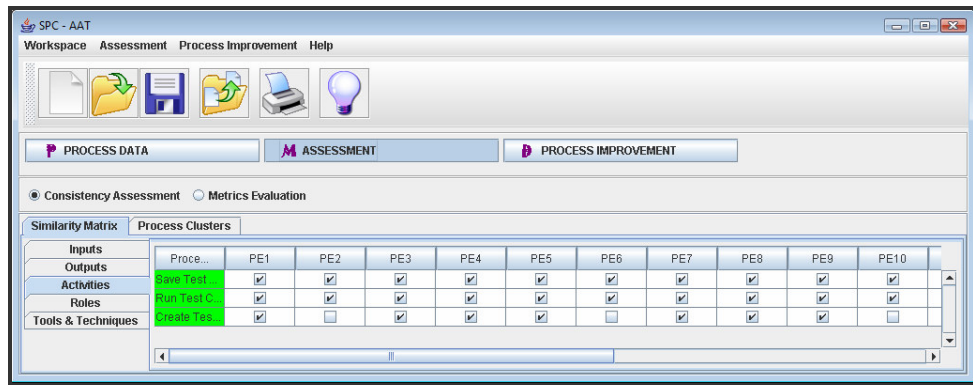 SPC - AAT
Workspace Assessment Process Improvement Help
P PROCESS DATA M ASSESSMENT PROCESS IMPROVEMENT
Consistency Assessment Metrics Evaluation
Similarity Matrix Process Clusters
Inputs
Outputs
Activities
Roles
Tools & Techniques
Proce... PE1 PE2 PE3 PE4 PE5 PE6 PE7 PE8 PE9 PE10
Save Test ...
Run Test C...
Create Tes...